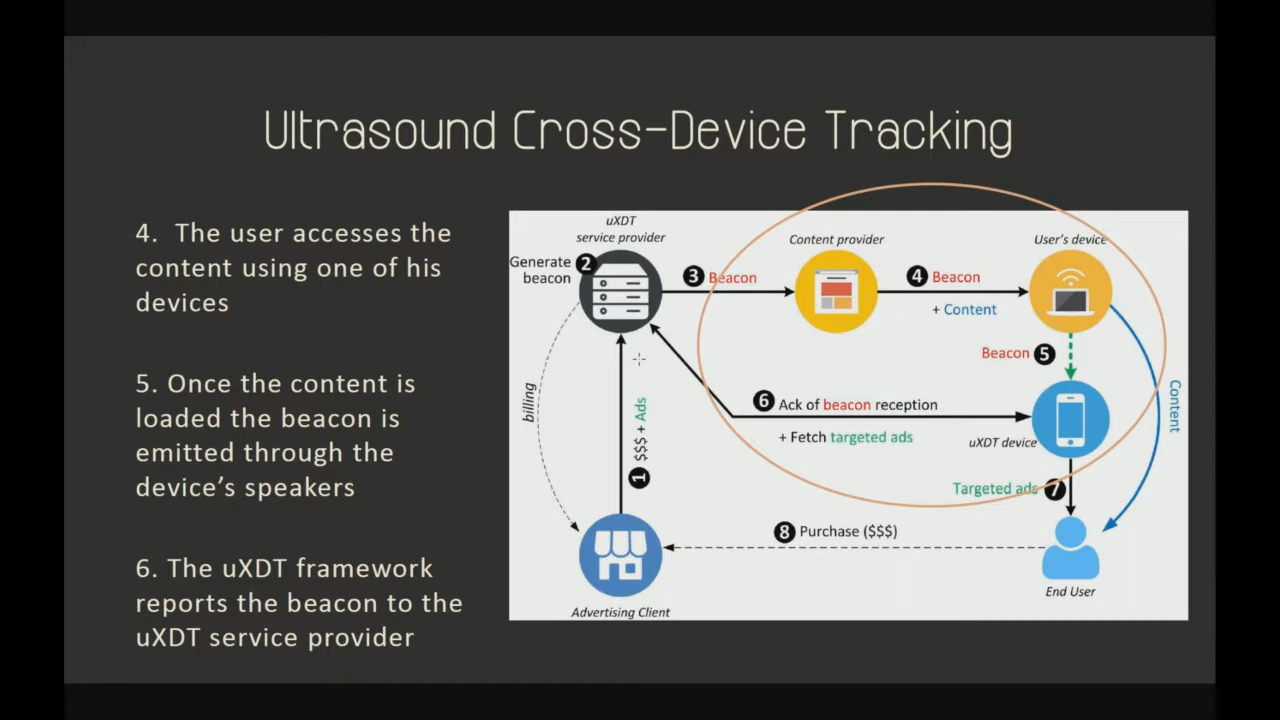 Ultrasound Cross-Device Tracking
4. The user accesses the
content using one of his
devices
5. Once the content is
loaded the beacon is
emitted through the
device's speakers
6. The uXDT framework
reports the beacon to the
uXDT service provider
uXDT
service provider
Content provider
User's device
Generate
beacon
2
3 Beacon
4 Beacon
+ Content
Beacon 5
billing
1 $$$ + Ads
6 Ack of beacon reception
+ Fetch targeted ads
uXDT device
Content
Targeted ads 7
8 Purchase ($$$)
Advertising Client
End User